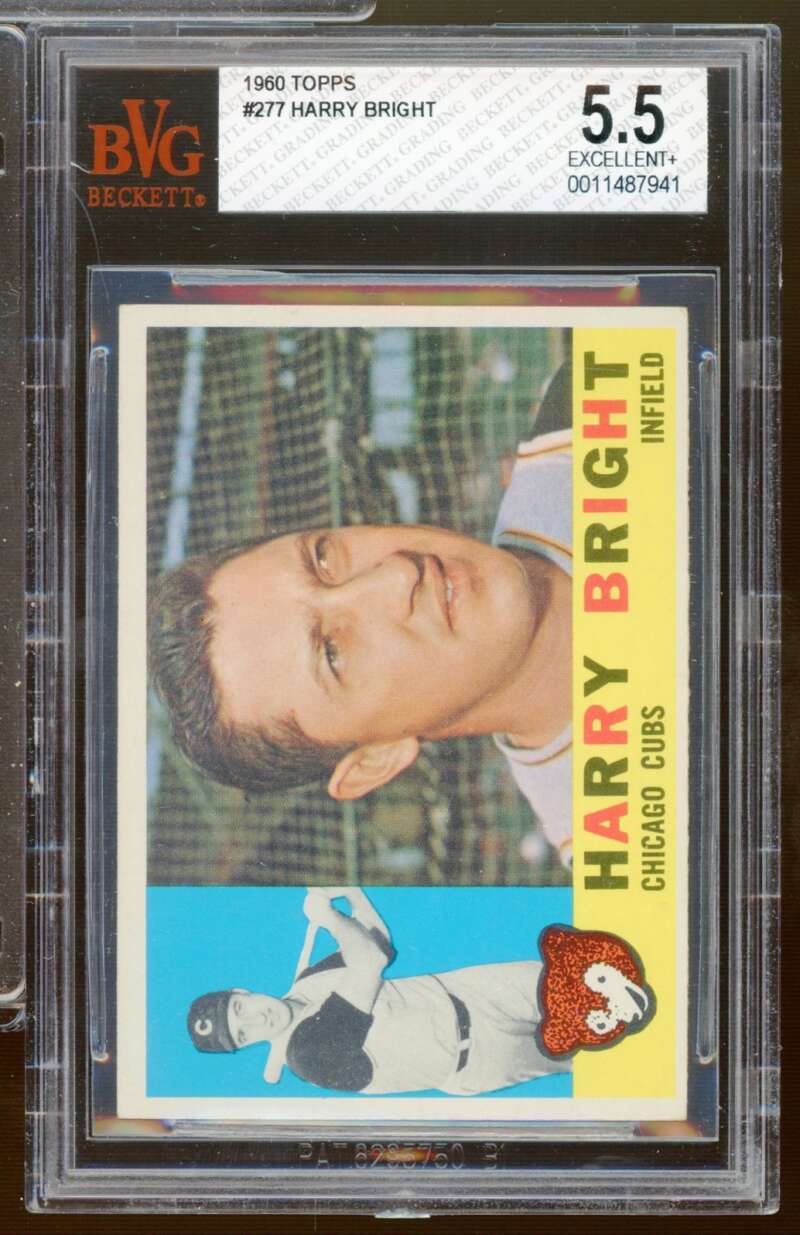 BVG
BECKETT®
1960 TOPPS
#277 HARRY BRIGHT
5.5
EXCELLENT+
0011487941
HARRY BRIGHT
CHICAGO CUBS INFIELD
C